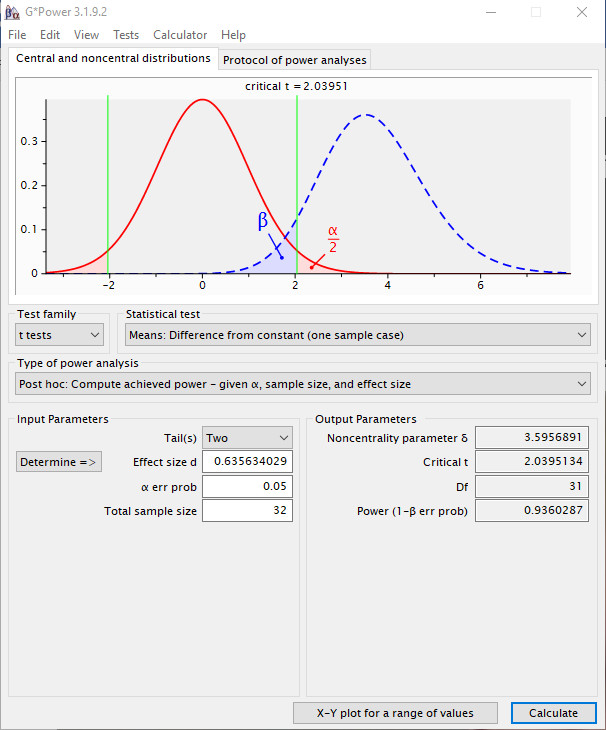 G*Power 3.1.9.2
File Edit View Tests Calculator Help
Central and noncentral distributions Protocol of power analyses
critical t = 2.03951
0.3
0.2
0.1
0
-2 0 2 4 6
β
α
2
Test family Statistical test
t tests Means: Difference from constant (one sample case)
Type of power analysis
Post hoc: Compute achieved power – given α, sample size, and effect size
Input Parameters Output Parameters
Tail(s) Two Noncentrality parameter δ 3.5956891
Determine => Effect size d 0.635634029 Critical t 2.0395134
α err prob 0.05 Df 31
Total sample size 32 Power (1–β err prob) 0.9360287
X–Y plot for a range of values Calculate